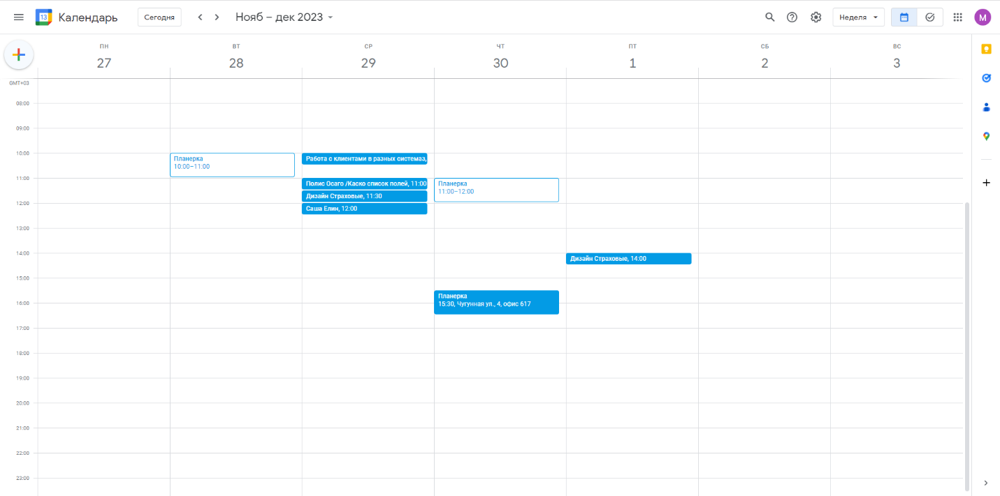 13
Календарь
Сегодня
Нояб – дек 2023
Неделя
M
ПН
ВТ
СР
ЧТ
ПТ
СБ
ВС
27
28
29
30
1
2
3
GMT+03
08:00
09:00
10:00
Планерка
10:00–11:00
Работа с клиентами в разных системаз,
11:00
Полис Осаго /Каско список полей, 11:00
Дизайн Страховые, 11:30
Саша Елин, 12:00
Планерка
11:00–12:00
12:00
13:00
14:00
Дизайн Страховые, 14:00
15:00
Планерка
15:30, Чугунная ул., 4, офис 617
16:00
17:00
18:00
19:00
20:00
21:00
22:00
23:00